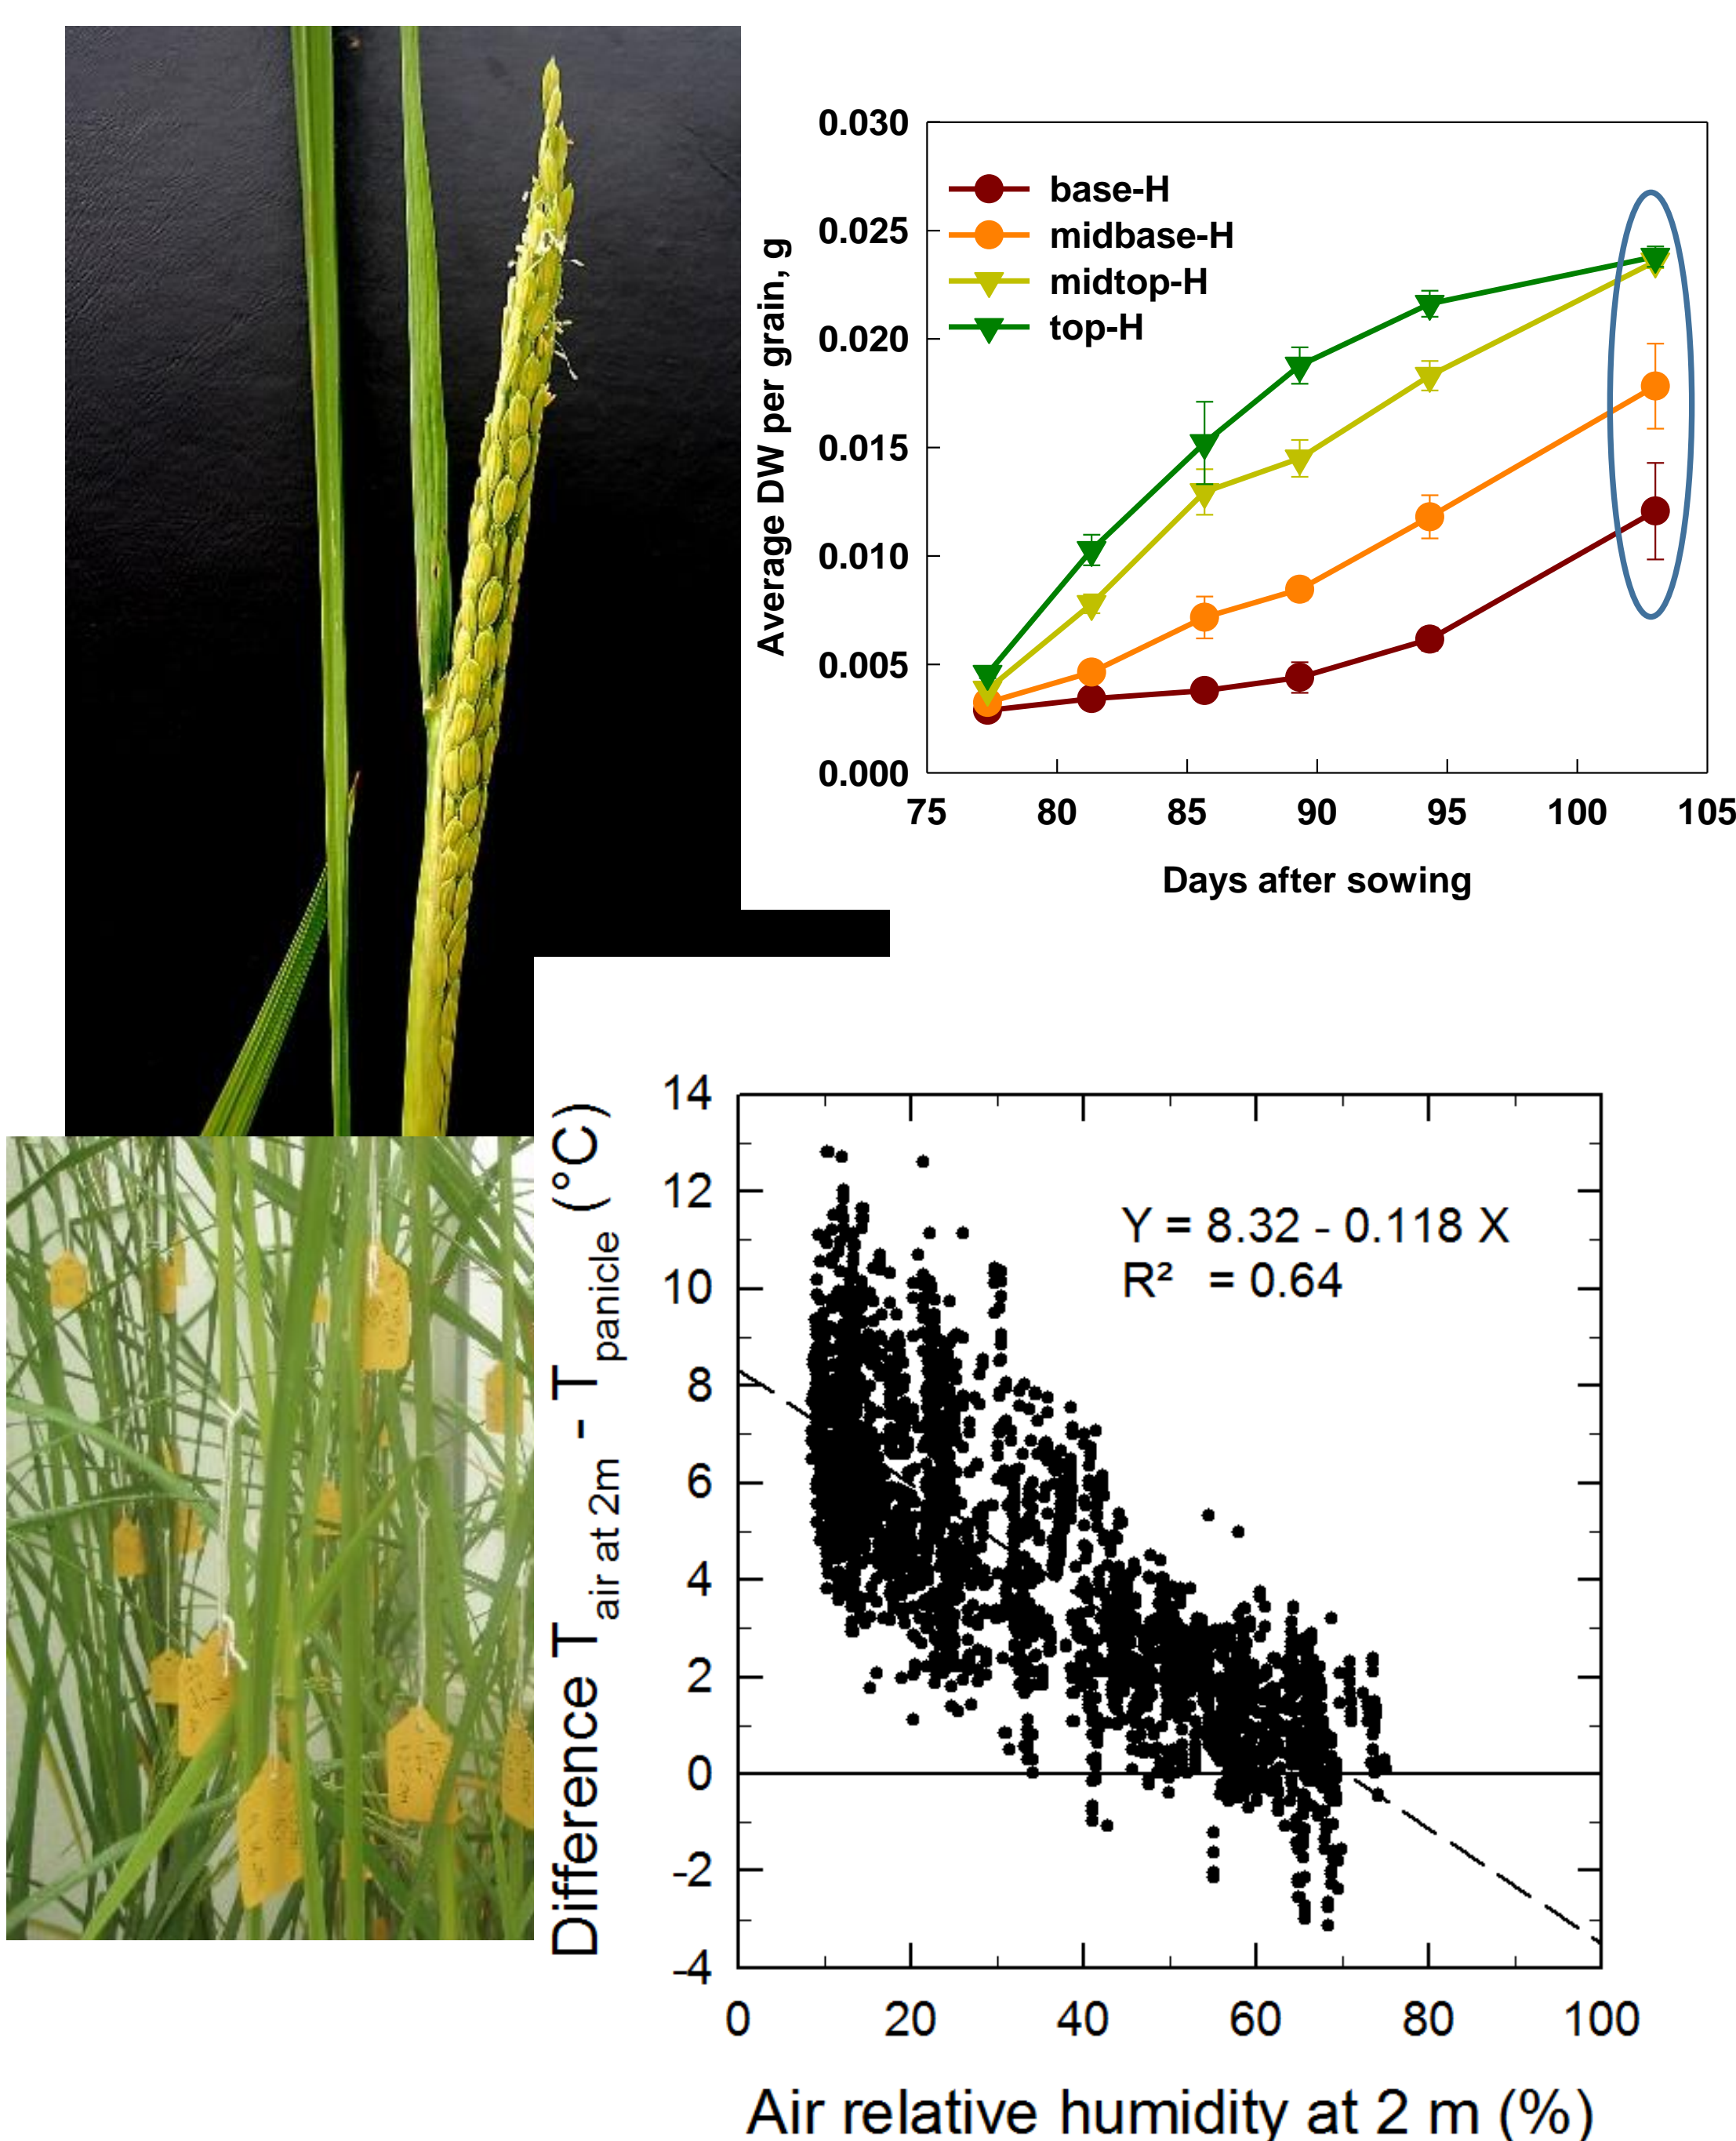 0.030
0.025
0.020
0.015
0.010
0.005
0.000
Average DW per grain, g
base-H
midbase-H
midtop-H
top-H
75 80 85 90 95 100 105
Days after sowing
14
12
10
8
6
4
2
0
-2
-4
Difference T air at 2m - T panicle (°C)
Y = 8.32 - 0.118 X
R² = 0.64
0 20 40 60 80 100
Air relative humidity at 2 m (%)